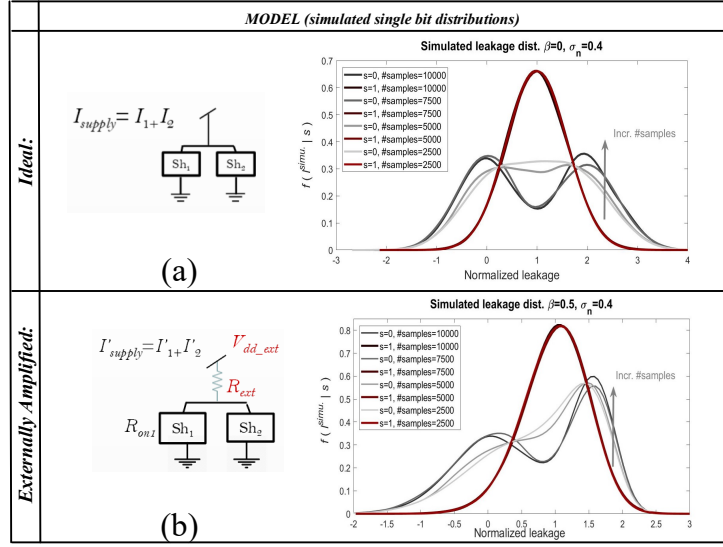 MODEL (simulated single bit distributions)
Ideal:
I_supply = I_1+ I_2
Sh_1
Sh_2
(a)
Simulated leakage dist. β=0, σ_n=0.4
s=0, #samples=10000
s=1, #samples=10000
s=0, #samples=7500
s=1, #samples=7500
s=0, #samples=5000
s=1, #samples=5000
s=0, #samples=2500
s=1, #samples=2500
Incr. #samples
f ( l^simu. | s )
0.7
0.6
0.5
0.4
0.3
0.2
0.1
0
-3 -2 -1 0 1 2 3 4
Normalized leakage
Externally Amplified:
I'_supply=I'_1+I'_2
V_dd_ext
R_ext
R_on1
Sh_1
Sh_2
(b)
Simulated leakage dist. β=0.5, σ_n=0.4
s=0, #samples=10000
s=1, #samples=10000
s=0, #samples=7500
s=1, #samples=7500
s=0, #samples=5000
s=1, #samples=5000
s=0, #samples=2500
s=1, #samples=2500
Incr. #samples
f ( l^simu. | s )
0.8
0.7
0.6
0.5
0.4
0.3
0.2
0.1
0
-2 -1.5 -1 -0.5 0 0.5 1 1.5 2 2.5 3
Normalized leakage